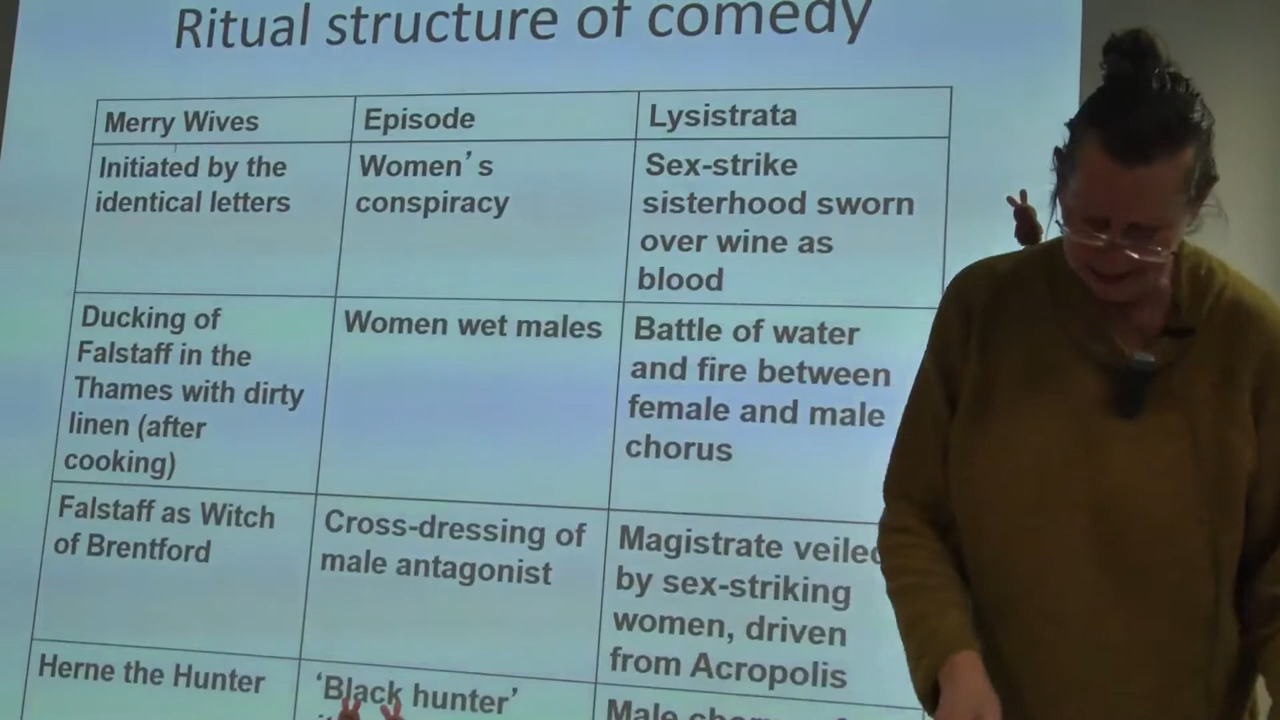 Ritual structure of comedy
Merry Wives
Episode
Lysistrata
Initiated by the
identical letters
Women's
conspiracy
Sex-strike
sisterhood sworn
over wine as
blood
Ducking of
Falstaff in the
Thames with dirty
linen (after
cooking)
Women wet males
Battle of water
and fire between
female and male
chorus
Falstaff as Witch
of Brentford
Cross-dressing of
male antagonist
Magistrate veiled
by sex-striking
women, driven
from Acropolis
Herne the Hunter
‘Black hunter’
Male